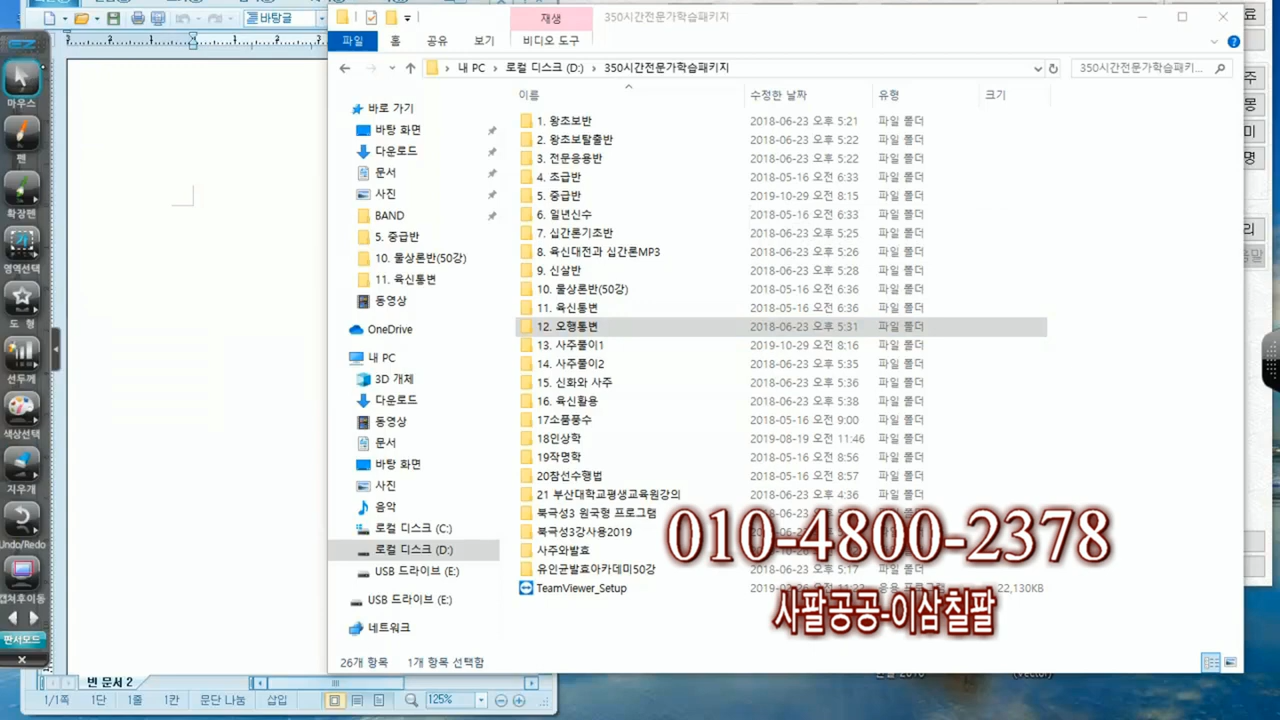 바탕글
재생
350시간전문가학습패키지
파일 홈 공유 보기 비디오 도구
내 PC 로컬 디스크 (D:) 350시간전문가학습패키지
350시간전문가학습패키...
이름 수정한 날짜 유형 크기
마우스
펜
확장펜
영역선택
도 형
선두께
색상선택
지우개
Undo/Redo
캡쳐후이동
판서모드
바로 가기
바탕 화면
다운로드
문서
사진
BAND
5. 중급반
10. 물상론반(50강)
11. 육신통변
동영상
OneDrive
내 PC
3D 개체
다운로드
동영상
문서
바탕 화면
사진
음악
로컬 디스크 (C:)
로컬 디스크 (D:)
USB 드라이브 (E:)
USB 드라이브 (E:)
네트워크
1. 왕초보반 2018-06-23 오후 5:21 파일 폴더
2. 왕초보탈출반 2018-06-23 오후 5:22 파일 폴더
3. 전문응용반 2018-06-23 오후 5:22 파일 폴더
4. 초급반 2018-05-16 오전 6:33 파일 폴더
5. 중급반 2019-10-29 오전 8:15 파일 폴더
6. 일년신수 2018-05-16 오전 6:33 파일 폴더
7. 십간론기초반 2018-06-23 오후 5:25 파일 폴더
8. 육신대전과 십간론MP3 2018-06-23 오후 5:26 파일 폴더
9. 신살반 2018-06-23 오후 5:28 파일 폴더
10. 물상론반(50강) 2018-05-16 오전 6:36 파일 폴더
11. 육신통변 2018-05-16 오전 6:36 파일 폴더
12. 오행통변 2018-06-23 오후 5:31 파일 폴더
13. 사주풀이1 2019-10-29 오전 8:16 파일 폴더
14. 사주풀이2 2018-06-23 오후 5:35 파일 폴더
15. 신화와 사주 2018-06-23 오후 5:36 파일 폴더
16. 육신활용 2018-06-23 오후 5:38 파일 폴더
17소품풍수 2018-05-16 오전 9:00 파일 폴더
18인상학 2019-08-19 오전 11:46 파일 폴더
19작명학 2018-05-16 오전 8:56 파일 폴더
20참선수행법 2018-05-16 오전 8:57 파일 폴더
21 부산대학교평생교육원강의 2018-06-23 오후 4:36 파일 폴더
북극성3 원국형 프로그램
북극성3강사용2019
사주와발효
유인균발효아카데미50강
TeamViewer_Setup 22,130KB
010-4800-2378
사팔공공-이삼칠팔
26개 항목 1개 항목 선택함
빈 문서 2
1/1쪽 1단 1줄 1칸 문단 나눔 삽입 125%
료
주
몽
미
명
리
(Vector)